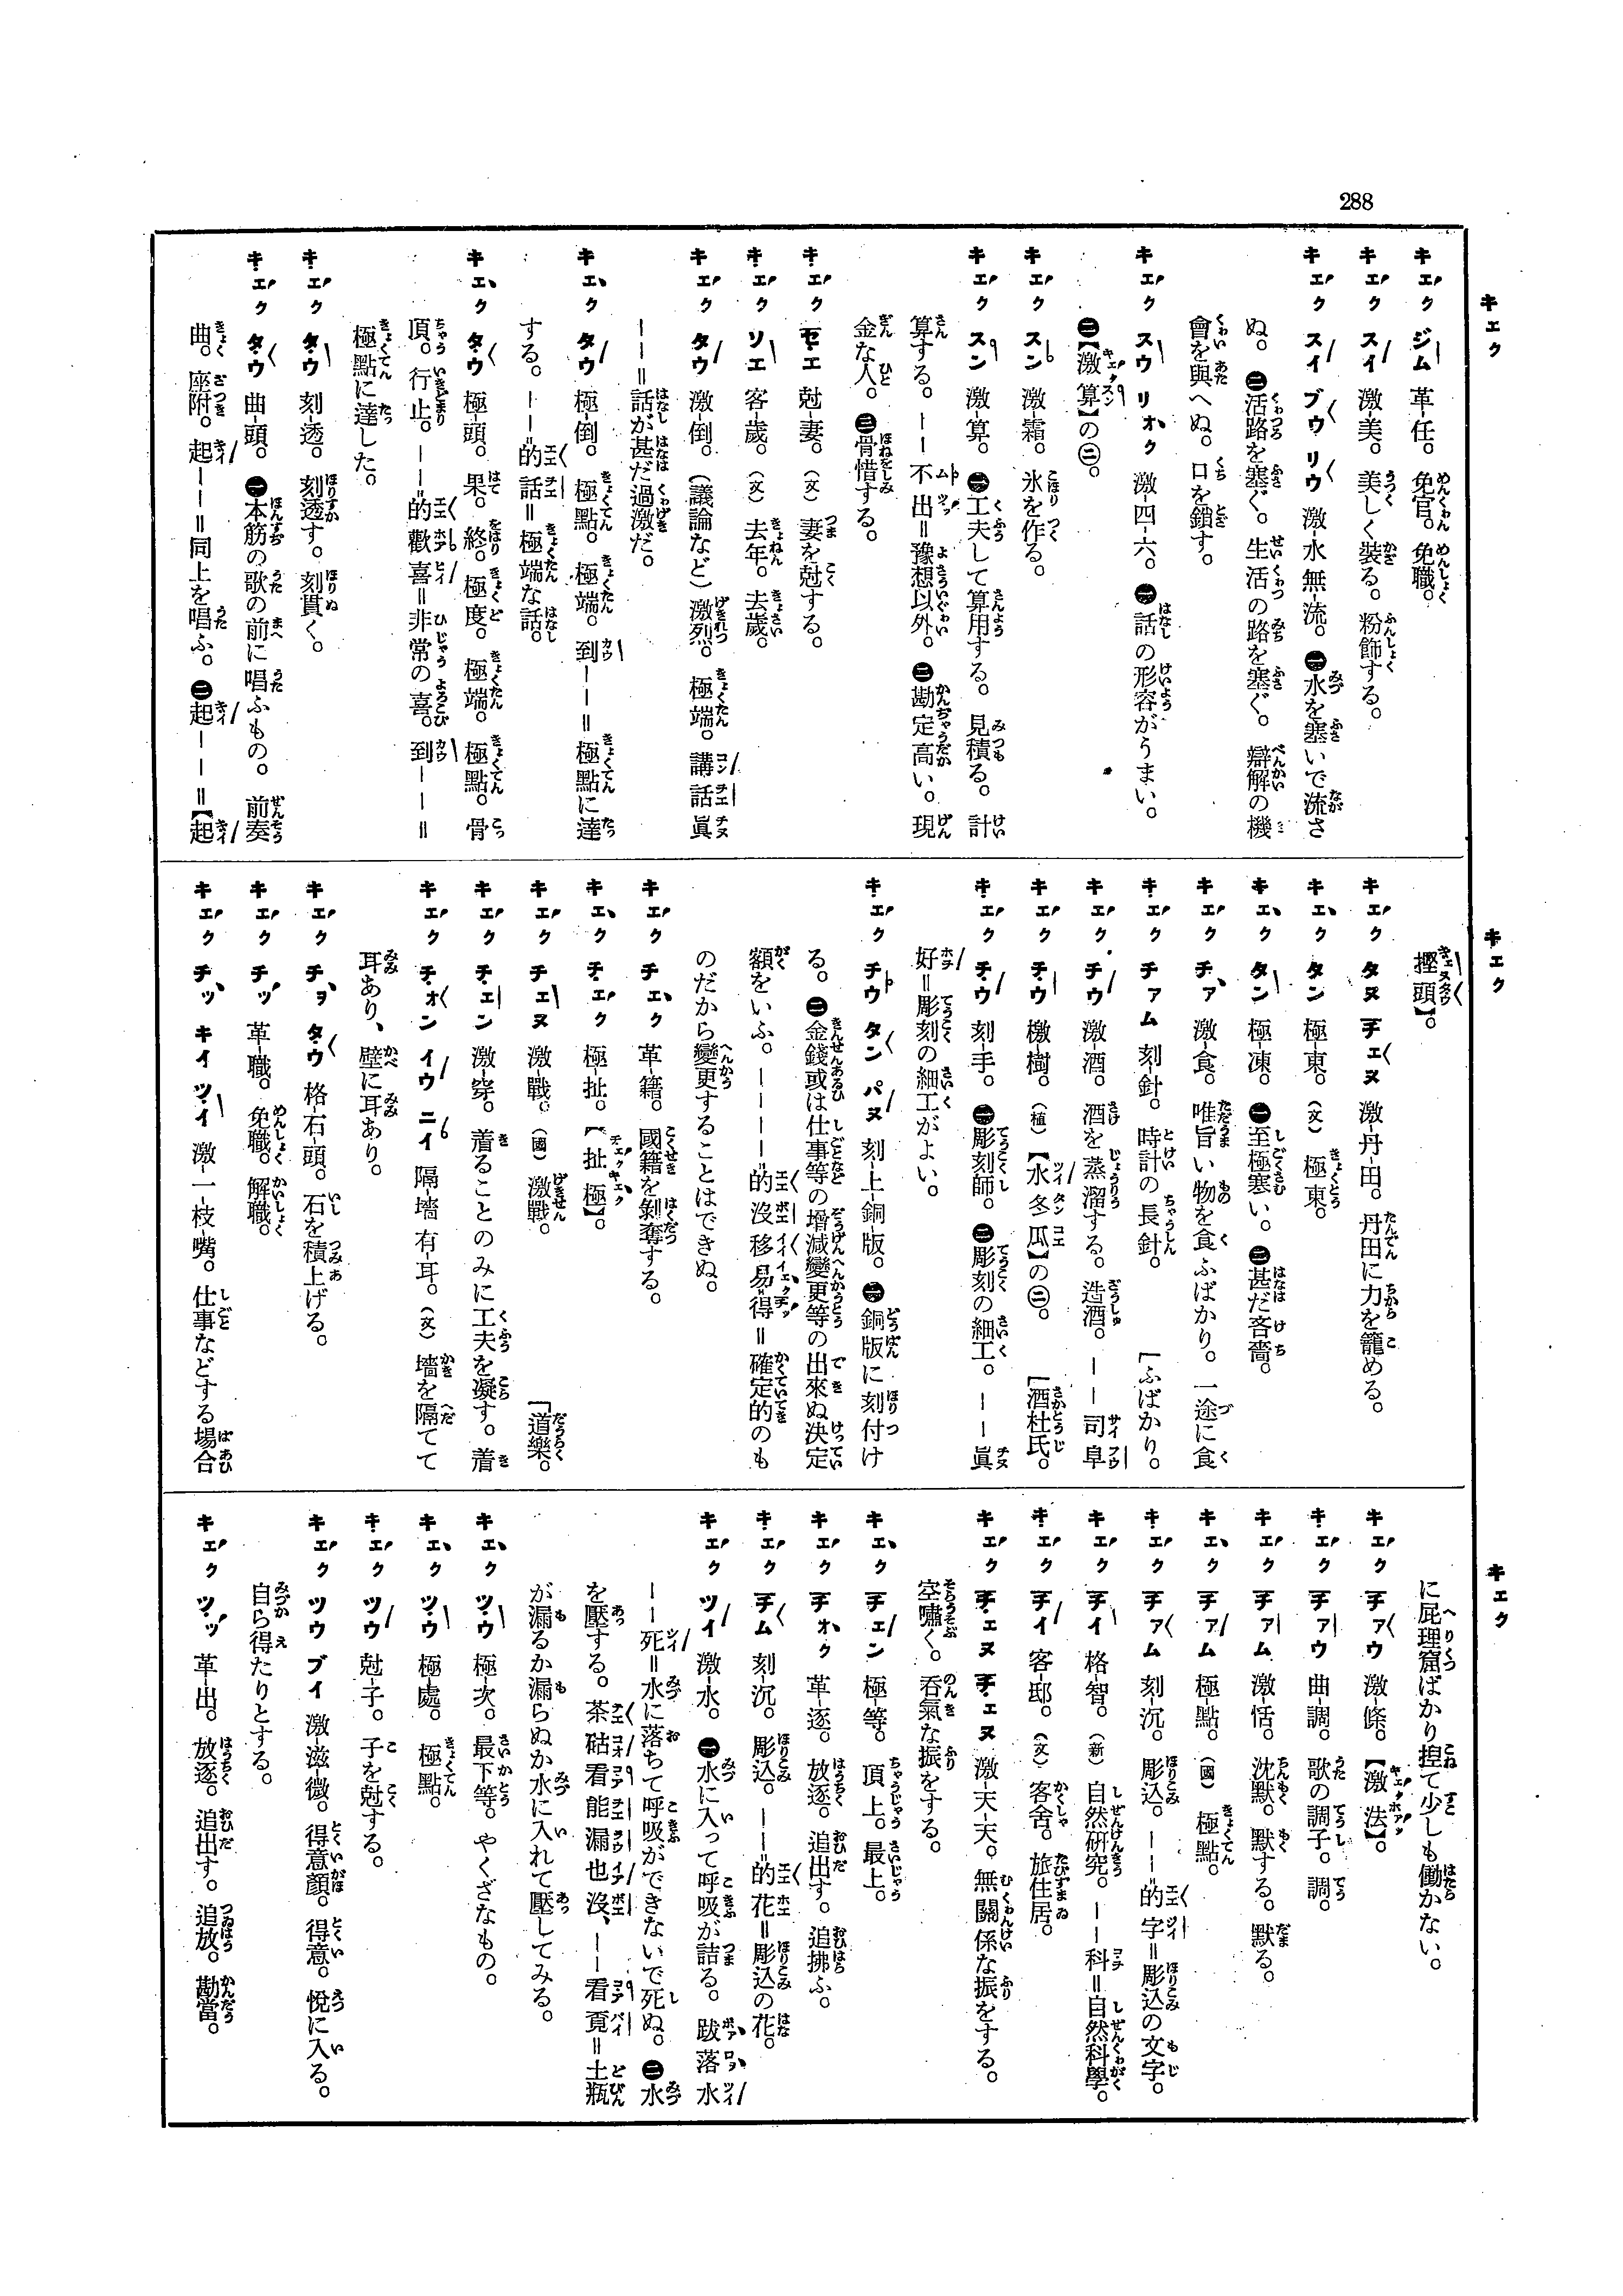 288
キエク
キエク ジム 革-任。免官。免職。
キエク スイ 激-美。美しく裝る。粉飾する。
キエク スイ ブウ リウ 激-水 無-流。㊀水を塞いで流さ
ぬ。㊁活路を塞ぐ。生活の路を塞ぐ。辯解の機
會を與へぬ。口を鎖す。
キエク スウ リオク 激-四-六。㊀話の形容がうまい。
㊁【激算】の㊁。
キエク スン 激-霜。氷を作る。
キエク スン 激-算。㊀工夫して算用する。見積る。計
算する。——不出＝豫想以外。㊁勘定高い。現
金な人。㊂骨惜する。
キエク セエ 尅-妻。（文）妻を尅する。
キエク ソエ 客-歲。（文）去年。去歲。
キエク タウ 激-倒。（議論など）激烈。極端。講話眞
——＝話が甚だ過激だ。
キエク タウ 極-倒。極點。極端。到——＝極點に達
する。——＝的話＝極端な話。
キエク タウ 極-頭。果。終。極度。極端。極點。骨
頂。行止。——＝的歡喜＝非常の喜。到——＝
極點に達した。
キエク タウ 刻-透。刻透す。刻貫く。
キエク タウ 曲-頭。㊀本筋の歌の前に唱ふもの。前奏
曲。座附。起——＝同上を唱ふ。㊁起——＝【起
キエク
㨔頭】。
キエク タヌ チエヌ 激-丹-田。丹田に力を籠める。
キエク タン 極-東。（文）極東。
キエク タン 極-凍。㊀至極寒い。㊁甚だ吝嗇。
キエク チア 激-食。唯旨い物を食ふばかり。一途に食
キエク チアム 刻-針。時計の長針。［ふばかり。
キエク チウ 激-酒。酒を蒸溜する。造酒。——司阜
キエク チウ 檄-樹。（植）【水冬瓜】の㊁。［酒杜氏。
キエク チウ 刻-手。㊀彫刻師。㊁彫刻の細工。——眞
好＝彫刻の細工がよい。
キエク チウ タン パヌ 刻-上-銅-版。㊀銅版に刻付け
る。㊁金錢或は仕事等の增減變更等の出來ぬ決定
額をいふ。————＝的沒移易＝得＝確定的のも
のだから變更することはできぬ。
キエク チエク 革-籍。國籍を剝奪する。
キエク チエク 極-扯。【扯極】。
キエク チエヌ 激-戰。（國）激戰。［道樂。
キエク チエン 激-穿。着ることのみに工夫を凝す。着
キエク チオン イウ ニイ 隔-墻 有-耳。（文）墻を隔てて
耳あり、壁に耳あり。
キエク チヲ タウ 格-石-頭。石を積上げる。
キエク チツ 革-職。免職。解職。
キエク チツ キイ ツイ 激-一-枝-嘴。仕事などする場合
キエク
に屁理窟ばかり捏て少しも働かない。
キエク チアウ 激-條。【激法】。
キエク チアウ 曲-調。歌の調子。調。
キエク チアム 激-恬。沈默。默する。默る。
キエク チアム 極-點。（國）極點。
キエク チアム 刻-沉。彫込。——＝的字＝彫込の文字。
キエク チイ 格-智。（新）自然硏究。——科＝自然科學。
キエク チイ 客-邸。（文）客舍。旅住居。
キエク チエヌ チエヌ 激-天-天。無關係な振をする。
空嘯く。呑氣な振をする。
キエク チエン 極-等。頂上。最上。
キエク チオク 革-逐。放逐。追出す。追拂ふ。
キエク チム 刻-沉。彫込。——＝的花＝彫込の花。
キエク ツイ 激-水。㊀水に入って呼吸が詰る。跋落水
——死＝水に落ちて呼吸ができないで死ぬ。㊁水
を壓する。茶砧看能漏也沒、——看覔＝土瓶
が漏るか漏らぬか水に入れて壓してみる。
キエク ツウ 極-次。最下等。やくざなもの。
キエク ツウ 極-處。極點。
キエク ツウ 尅-子。子を尅する。
キエク ツウ ブイ 激-滋-微。得意顏。得意。悅に入る。
自ら得たりとする。
キエク ツツ 革-出。放逐。追出す。追放。勘當。